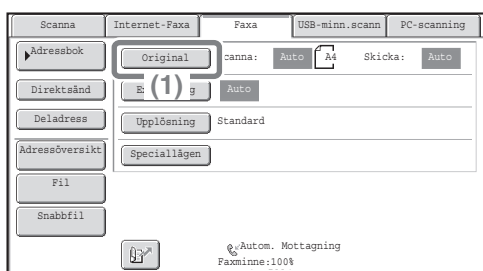 Scanna Internet-Faxa Faxa USB-minn.scann PC-scanning
Adressbok Original canna: Auto A4 Skicka: Auto
Direktsänd (1) Auto
Deladress Upplösning Standard
Adressöversikt Speciallägen
Fil
Snabbfil
Autom. Mottagning
Faxminne:100%